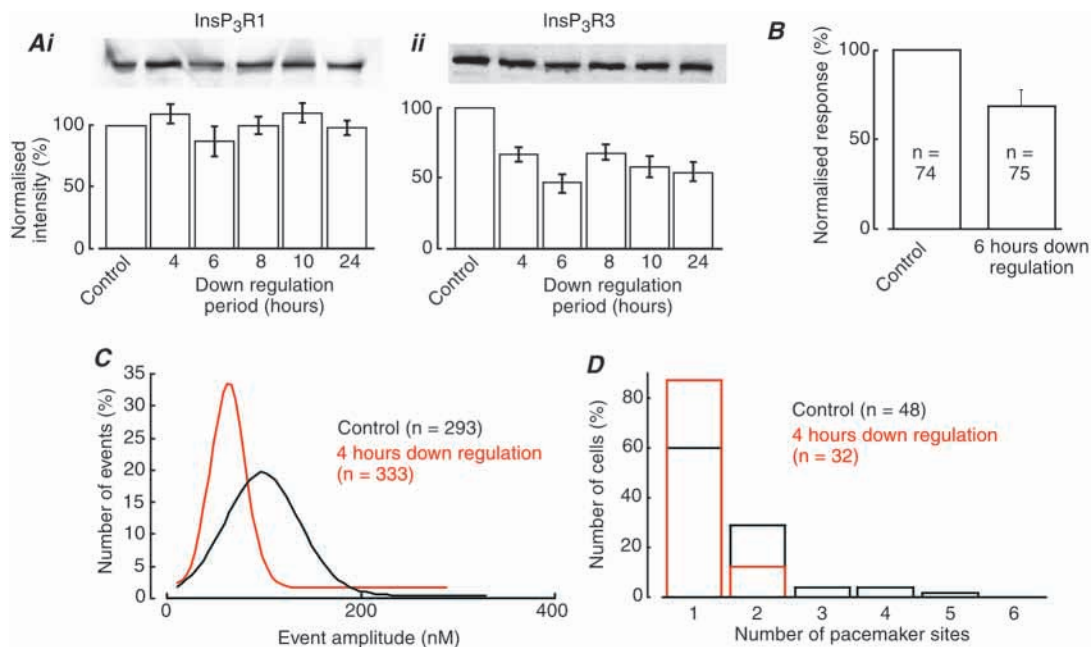 InsP₃R1
Ai
100
50
0
Normalised
intensity (%)
Control
4 6 8 10 24
Down regulation
period (hours)
InsP₃R3
ii
100
50
0
Control
4 6 8 10 24
Down regulation
period (hours)
B
Normalised response (%)
100
50
0
n =
74
n =
75
Control
6 hours down
regulation
C
Number of events (%)
35
30
25
20
15
10
5
0
0 200 400
Event amplitude (nM)
Control (n = 293)
4 hours down regulation
(n = 333)
D
Number of cells (%)
80
60
40
20
0
Control (n = 48)
4 hours down regulation
(n = 32)
1 2 3 4 5 6
Number of pacemaker sites